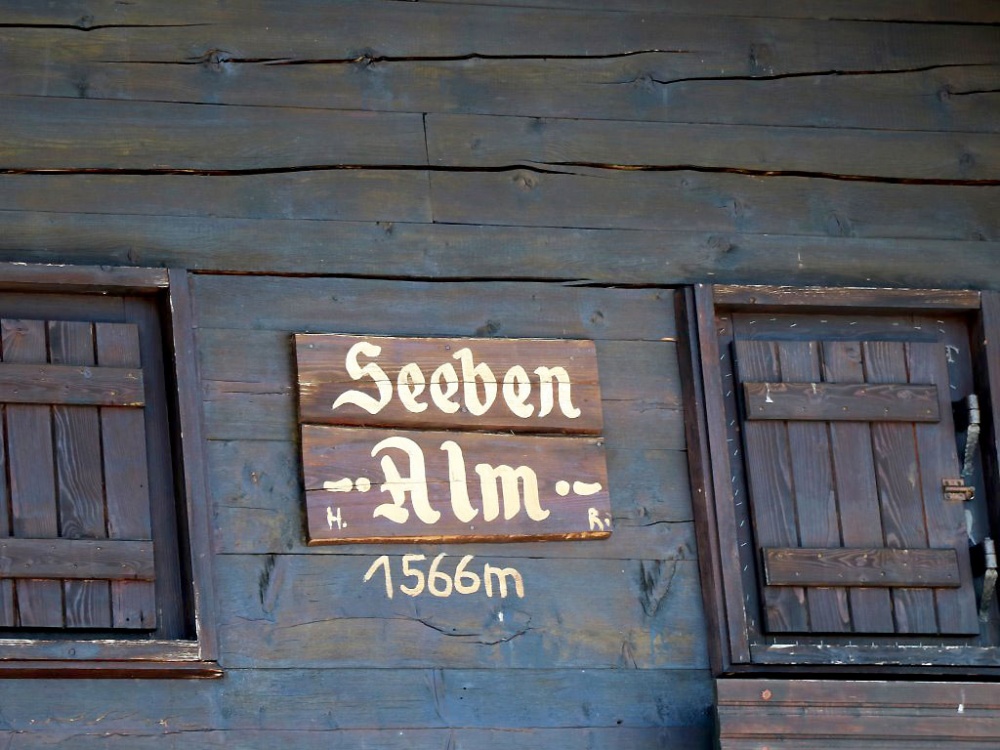 Seeben
-·Alm·-
H. R.
1566m